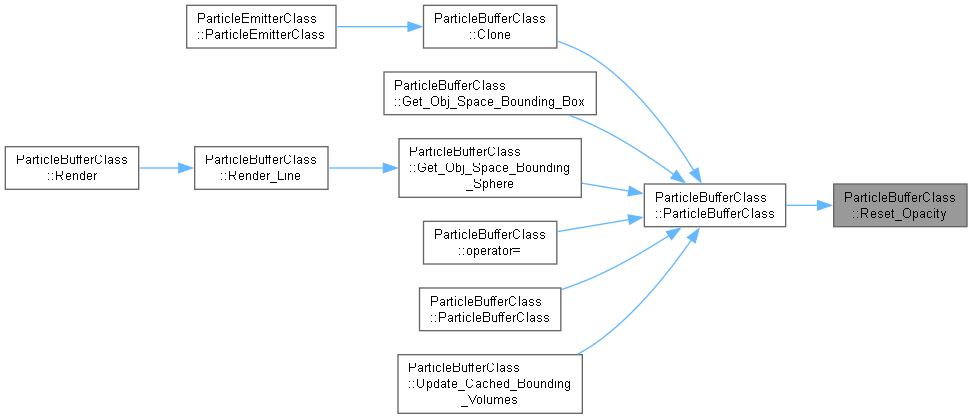 ParticleEmitterClass
::ParticleEmitterClass
ParticleBufferClass
::Clone
ParticleBufferClass
::Get_Obj_Space_Bounding_Box
ParticleBufferClass
::Render
ParticleBufferClass
::Render_Line
ParticleBufferClass
::Get_Obj_Space_Bounding
_Sphere
ParticleBufferClass
::ParticleBufferClass
ParticleBufferClass
::Reset_Opacity
ParticleBufferClass
::operator=
ParticleBufferClass
::ParticleBufferClass
ParticleBufferClass
::Update_Cached_Bounding
_Volumes